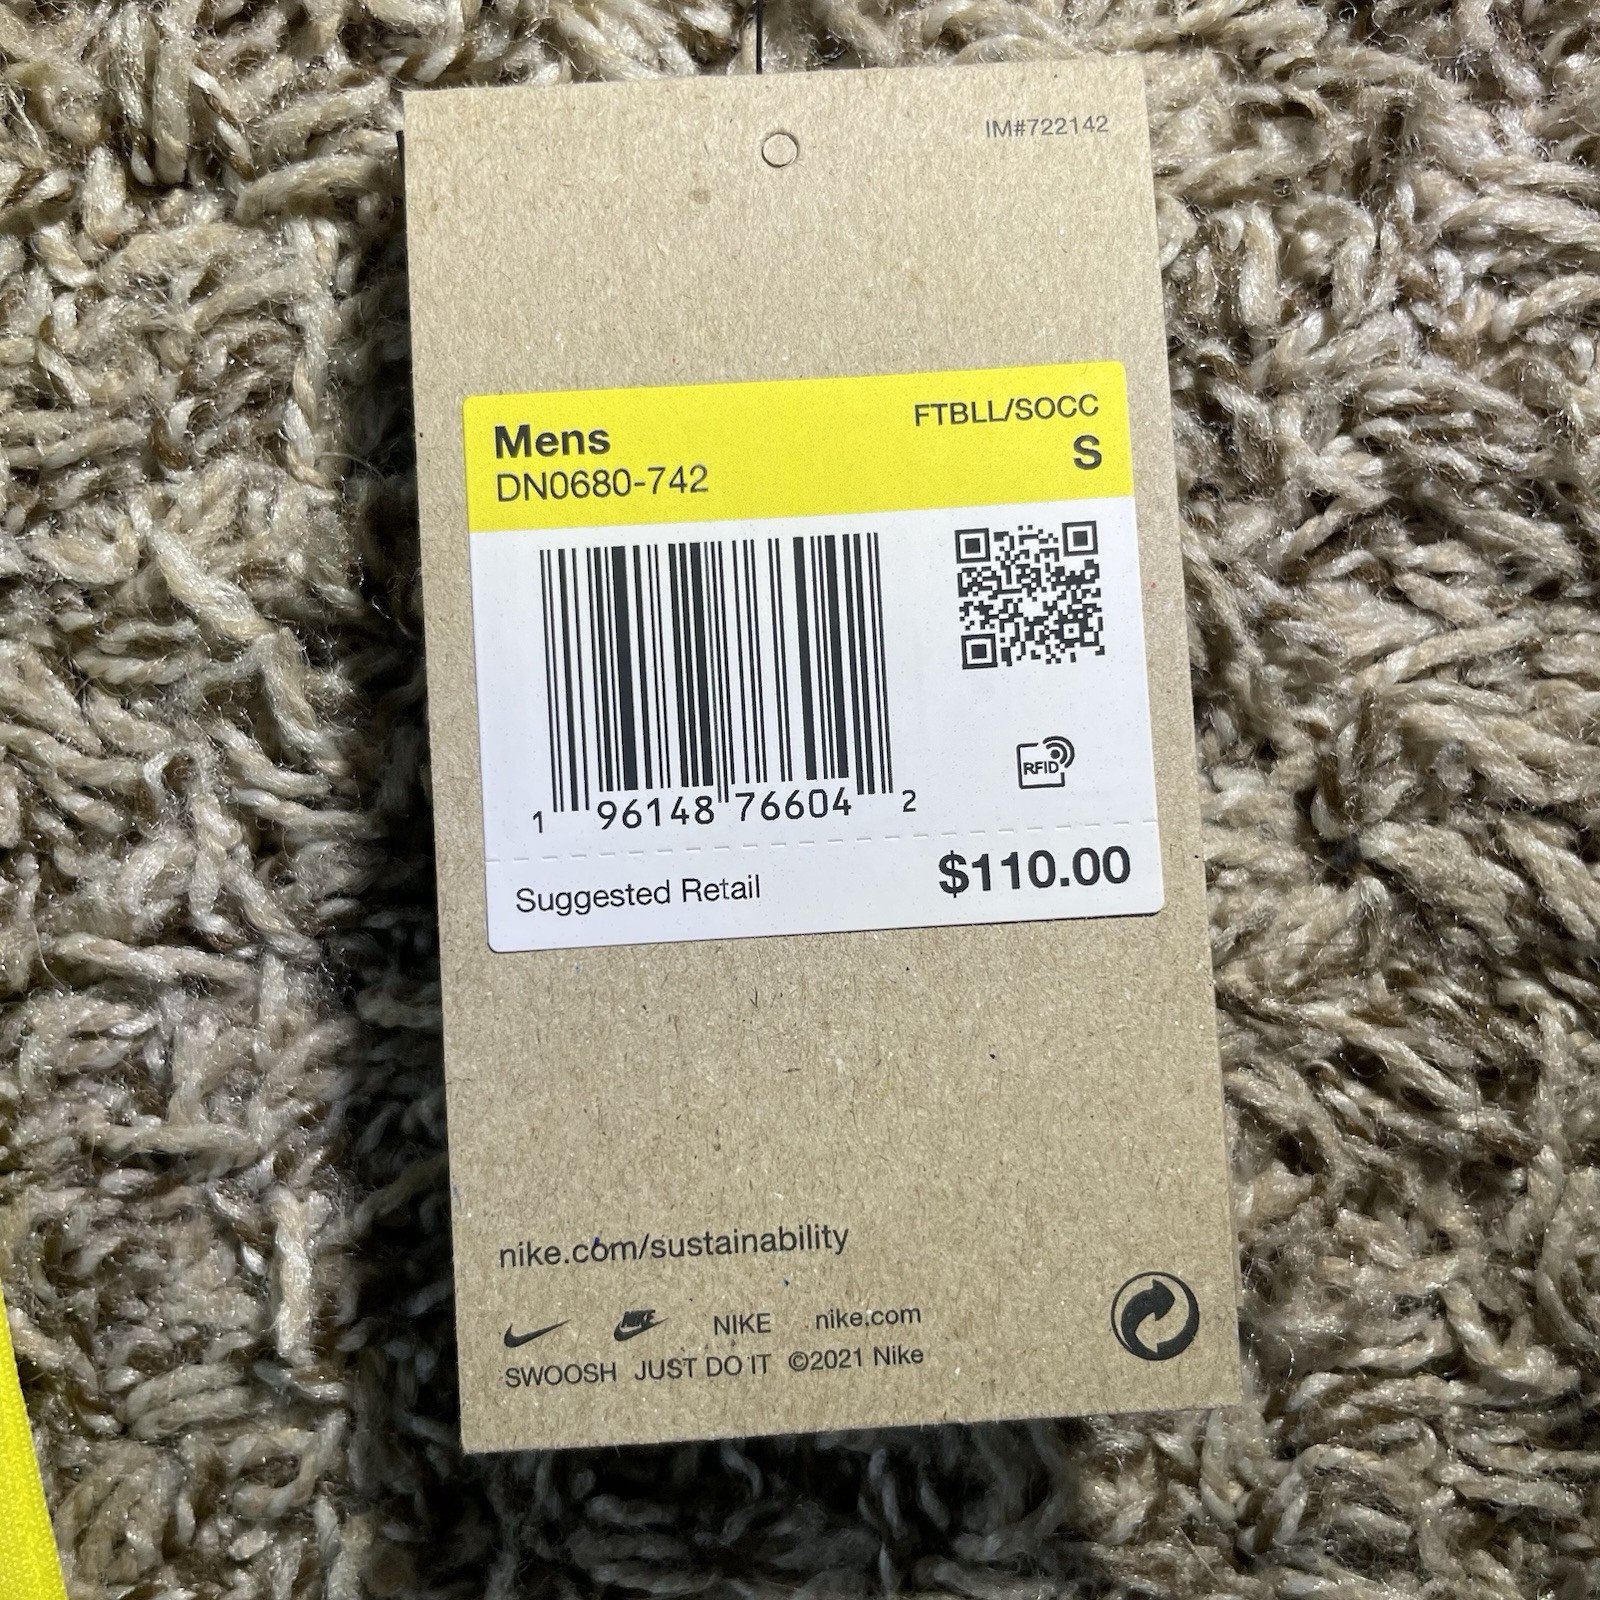 IM#722142
Mens
FTBLL/SOCC
DN0680-742
S
RFID
1 96148 76604 2
Suggested Retail
$110.00
nike.com/sustainability
NIKE NIKE nike.com
SWOOSH JUST DO IT ©2021 Nike